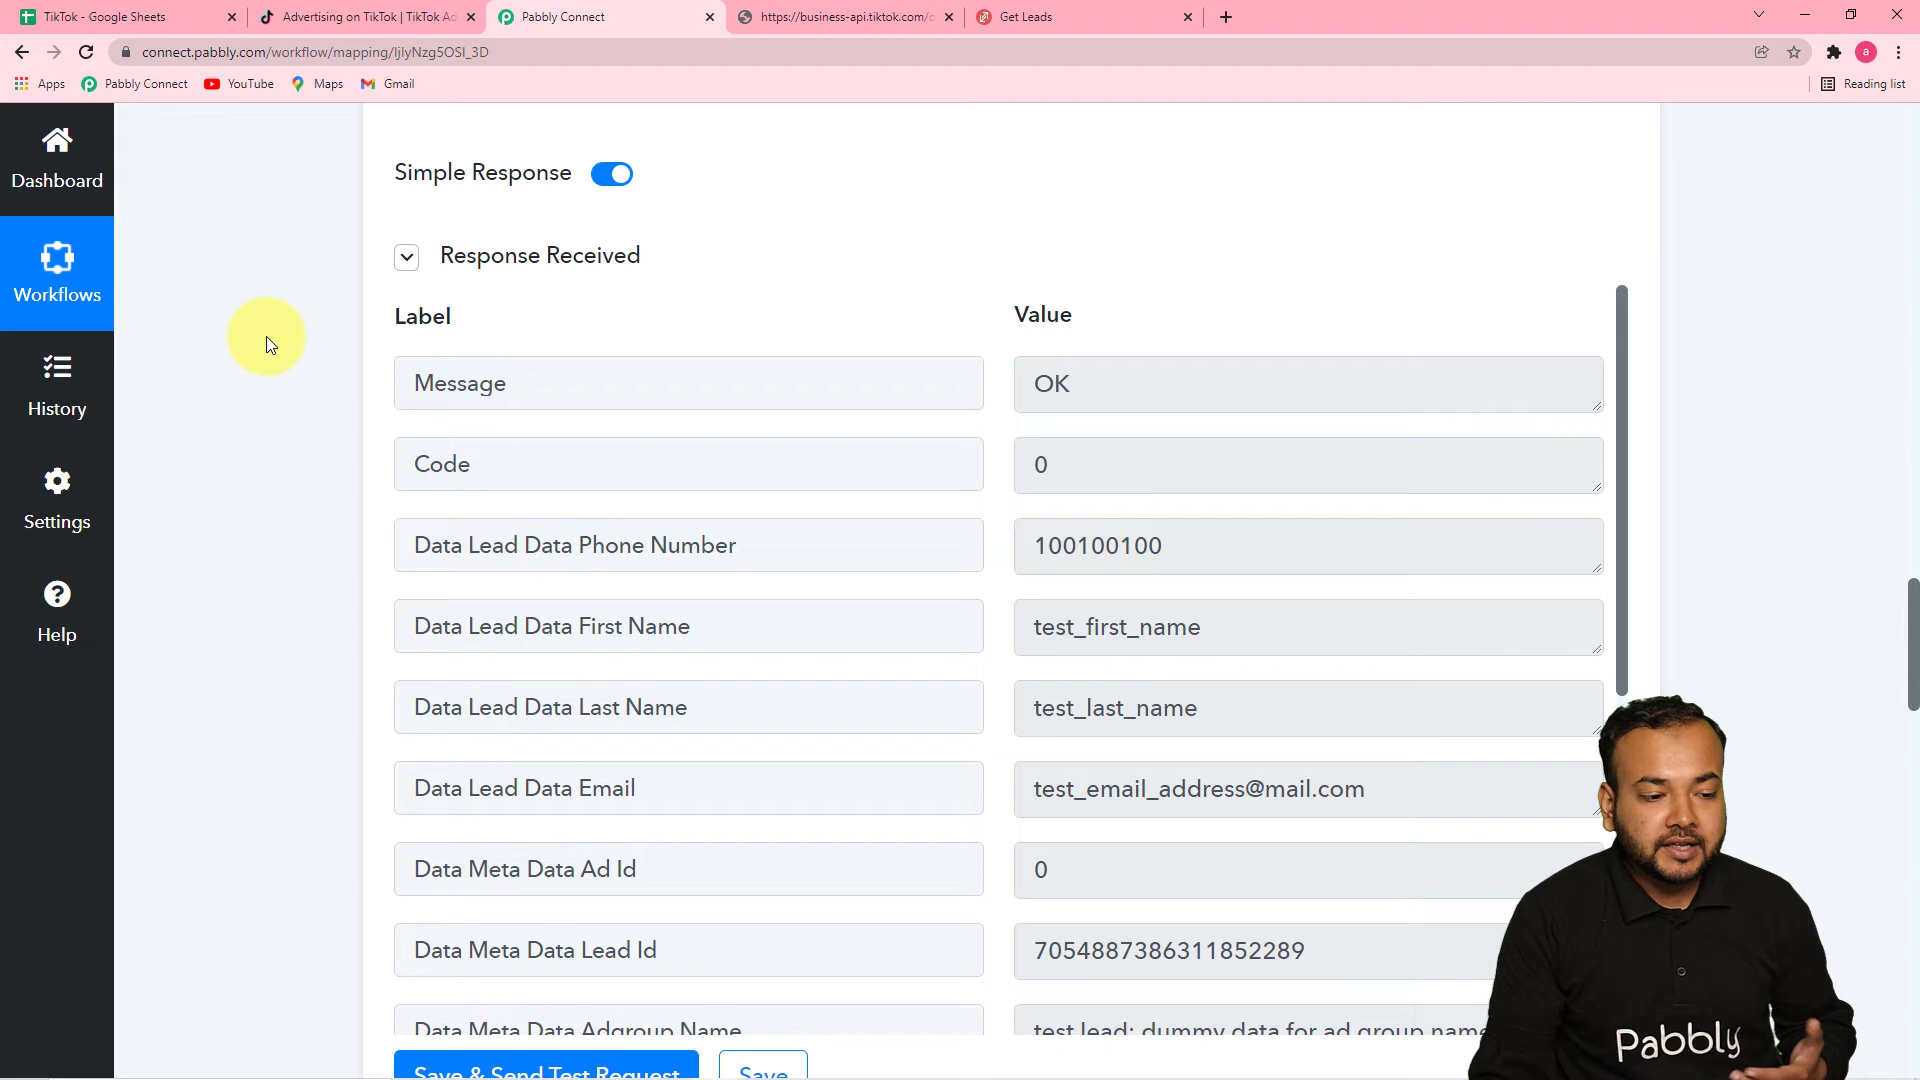 TikTok - Google Sheets
Advertising on TikTok | TikTok Ad
Pabbly Connect
https://business-api.tiktok.com/o
Get Leads
connect.pabbly.com/workflow/mapping/
a
Apps
Pabbly Connect
YouTube
Maps
Gmail
Reading list
Dashboard
Workflows
History
Settings
Help
Simple Response
Response Received
Label
Value
Message
OK
Code
0
Data Lead Data Phone Number
100100100
Data Lead Data First Name
test_first_name
Data Lead Data Last Name
test_last_name
Data Lead Data Email
test_email_address@mail.com
Data Meta Data Ad Id
0
Data Meta Data Lead Id
7054887386311852289
Data Meta Data Adgroup Name
test lead: dummy data for ad group name
Save & Send Test Request
Save
Pabbly